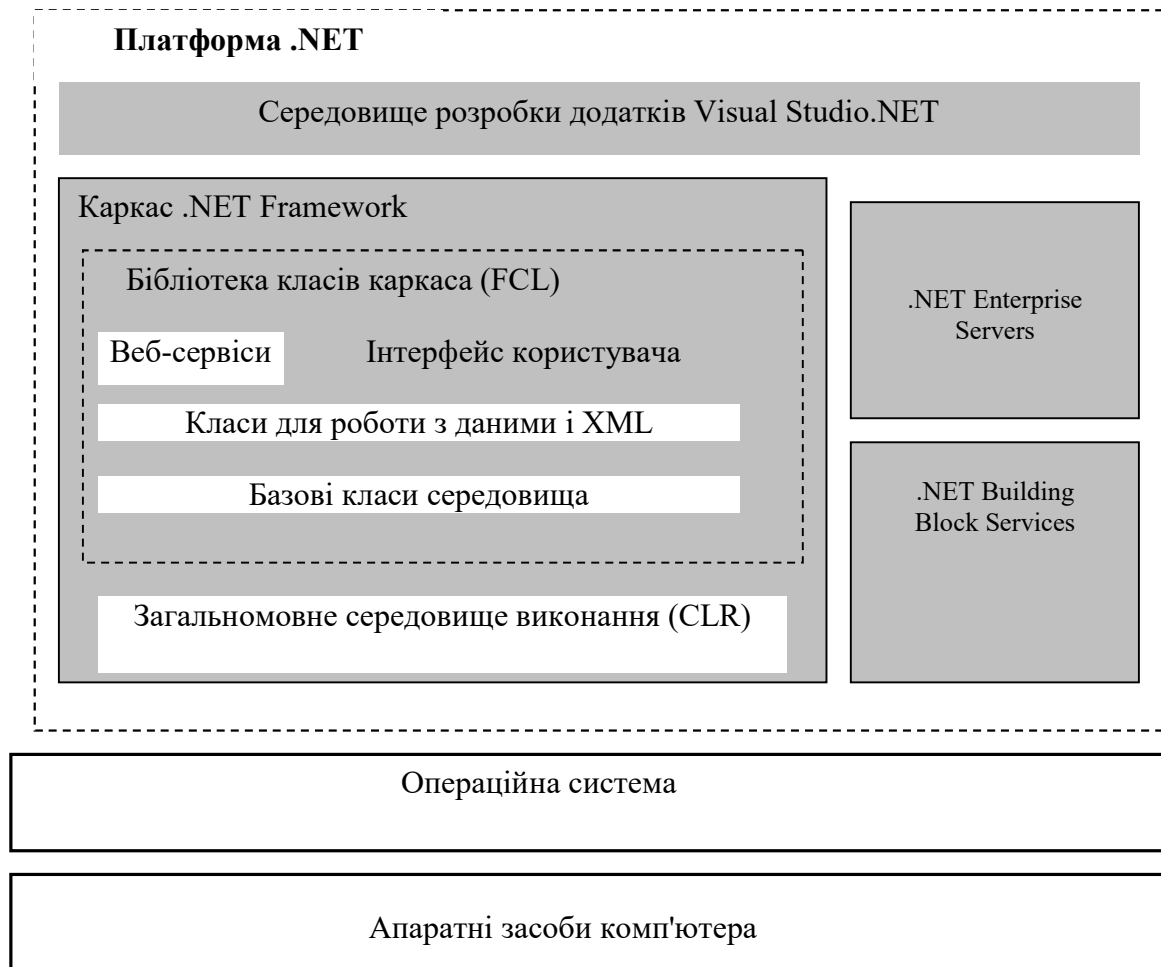 Платформа .NET
Середовище розробки додатків Visual Studio.NET
Каркас .NET Framework
Бібліотека класів каркаса (FCL)
Веб-сервіси
Інтерфейс користувача
Класи для роботи з даними і XML
Базові класи середовища
Загальномовне середовище виконання (CLR)
.NET Enterprise
Servers
.NET Building
Block Services
Операційна система
Апаратні засоби комп'ютера